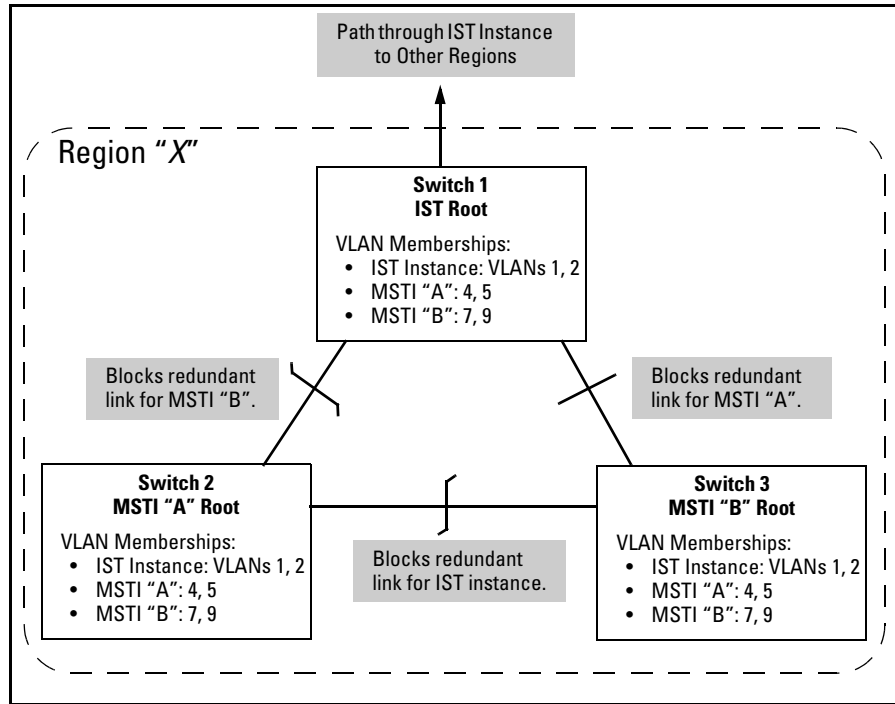 Path through IST Instance
to Other Regions
Region “X”
Switch 1
IST Root
VLAN Memberships:
• IST Instance: VLANs 1, 2
• MSTI “A”: 4, 5
• MSTI “B”: 7, 9
Blocks redundant
link for MSTI “B”.
Blocks redundant
link for MSTI “A”.
Switch 2
MSTI “A” Root
VLAN Memberships:
• IST Instance: VLANs 1, 2
• MSTI “A”: 4, 5
• MSTI “B”: 7, 9
Blocks redundant
link for IST instance.
Switch 3
MSTI “B” Root
VLAN Memberships:
• IST Instance: VLANs 1, 2
• MSTI “A”: 4, 5
• MSTI “B”: 7, 9